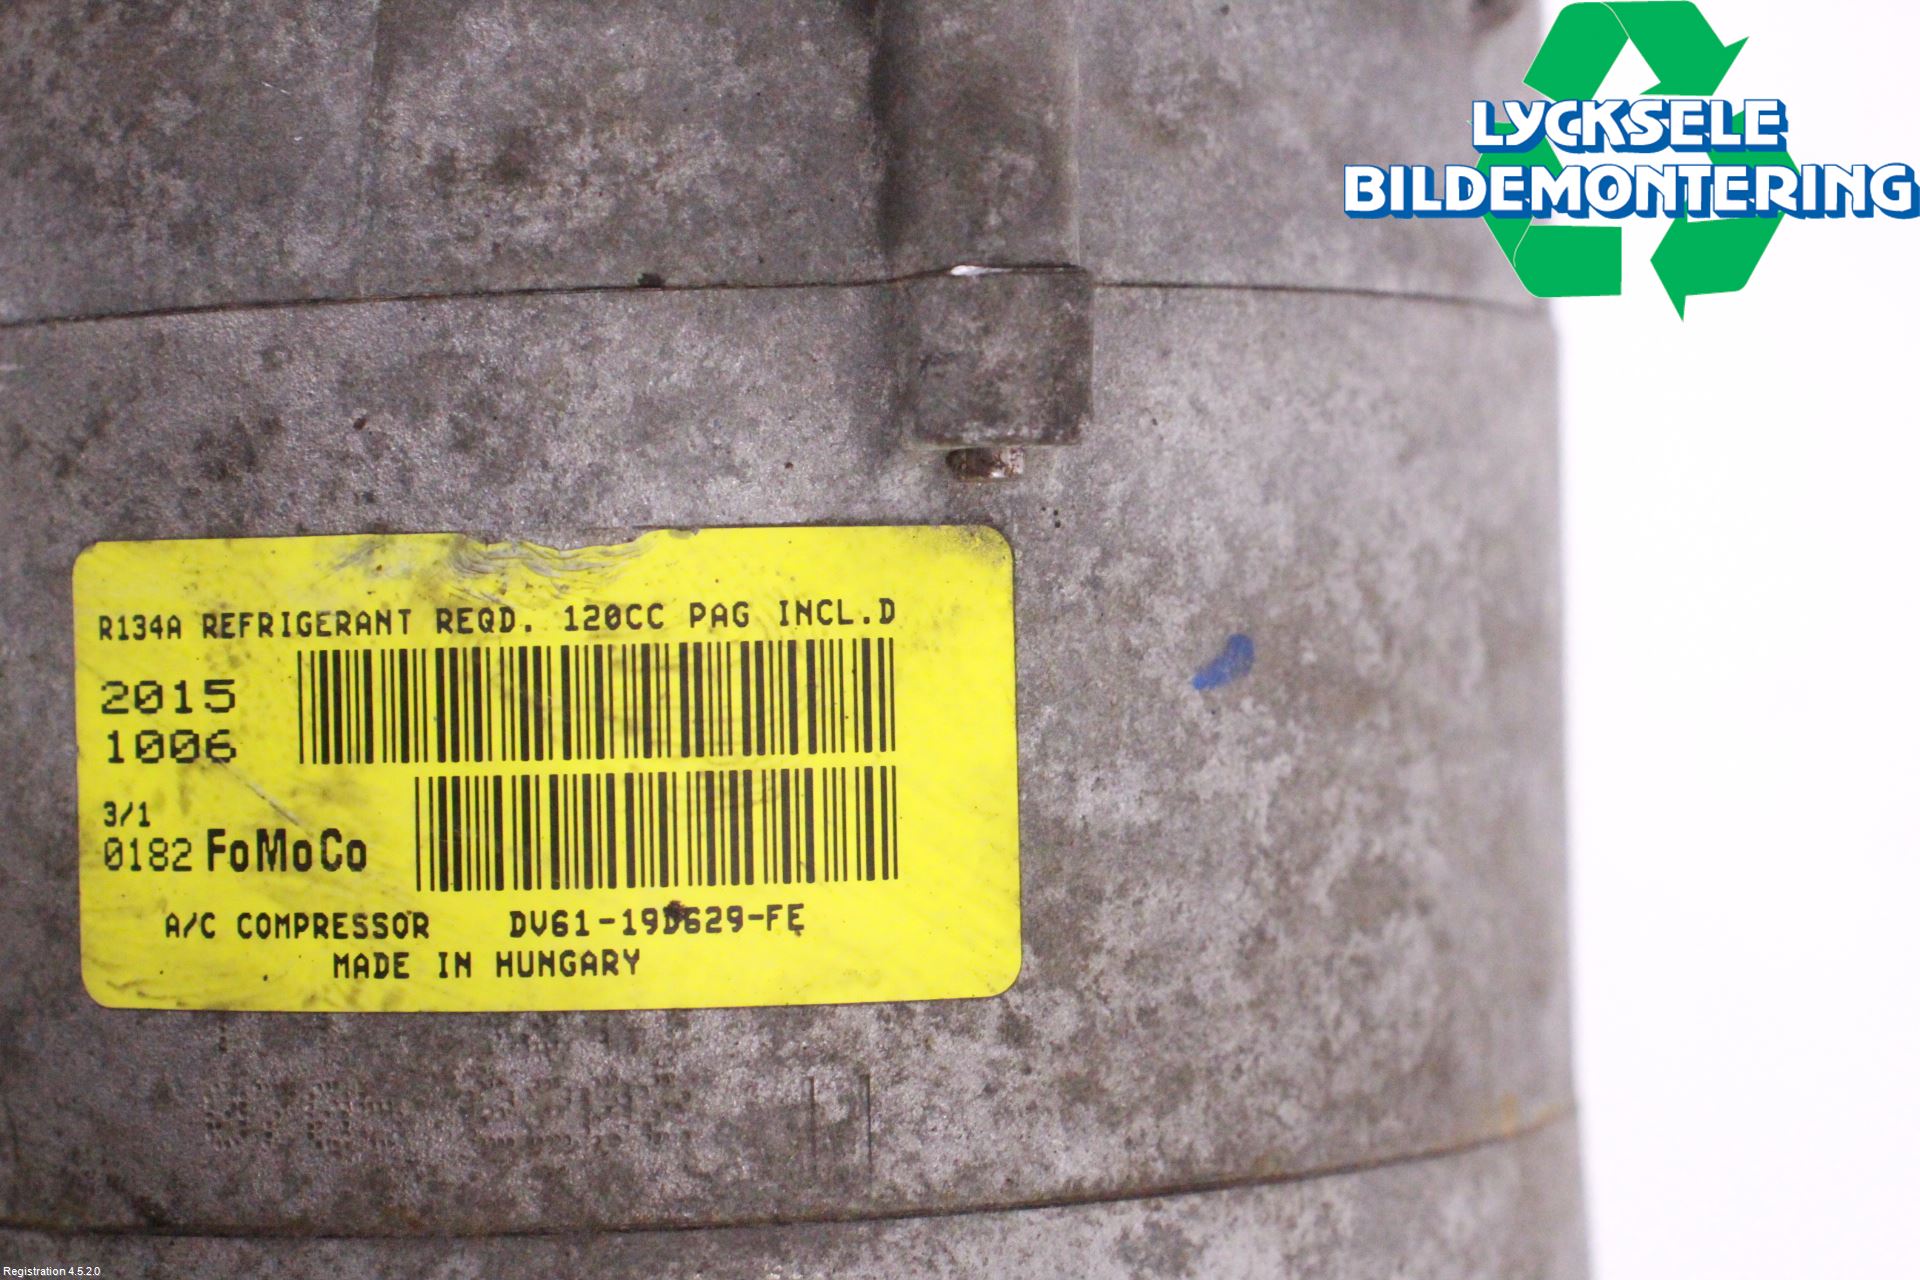 LYCKSELE
BILDEMONTERING
R134A REFRIGERANT REQD. 120CC PAG INCL.D
2015
1006
3/1
0182 FoMoCo
A/C COMPRESSOR DV61-19D629-FE
MADE IN HUNGARY
Registration 4.5.2.0